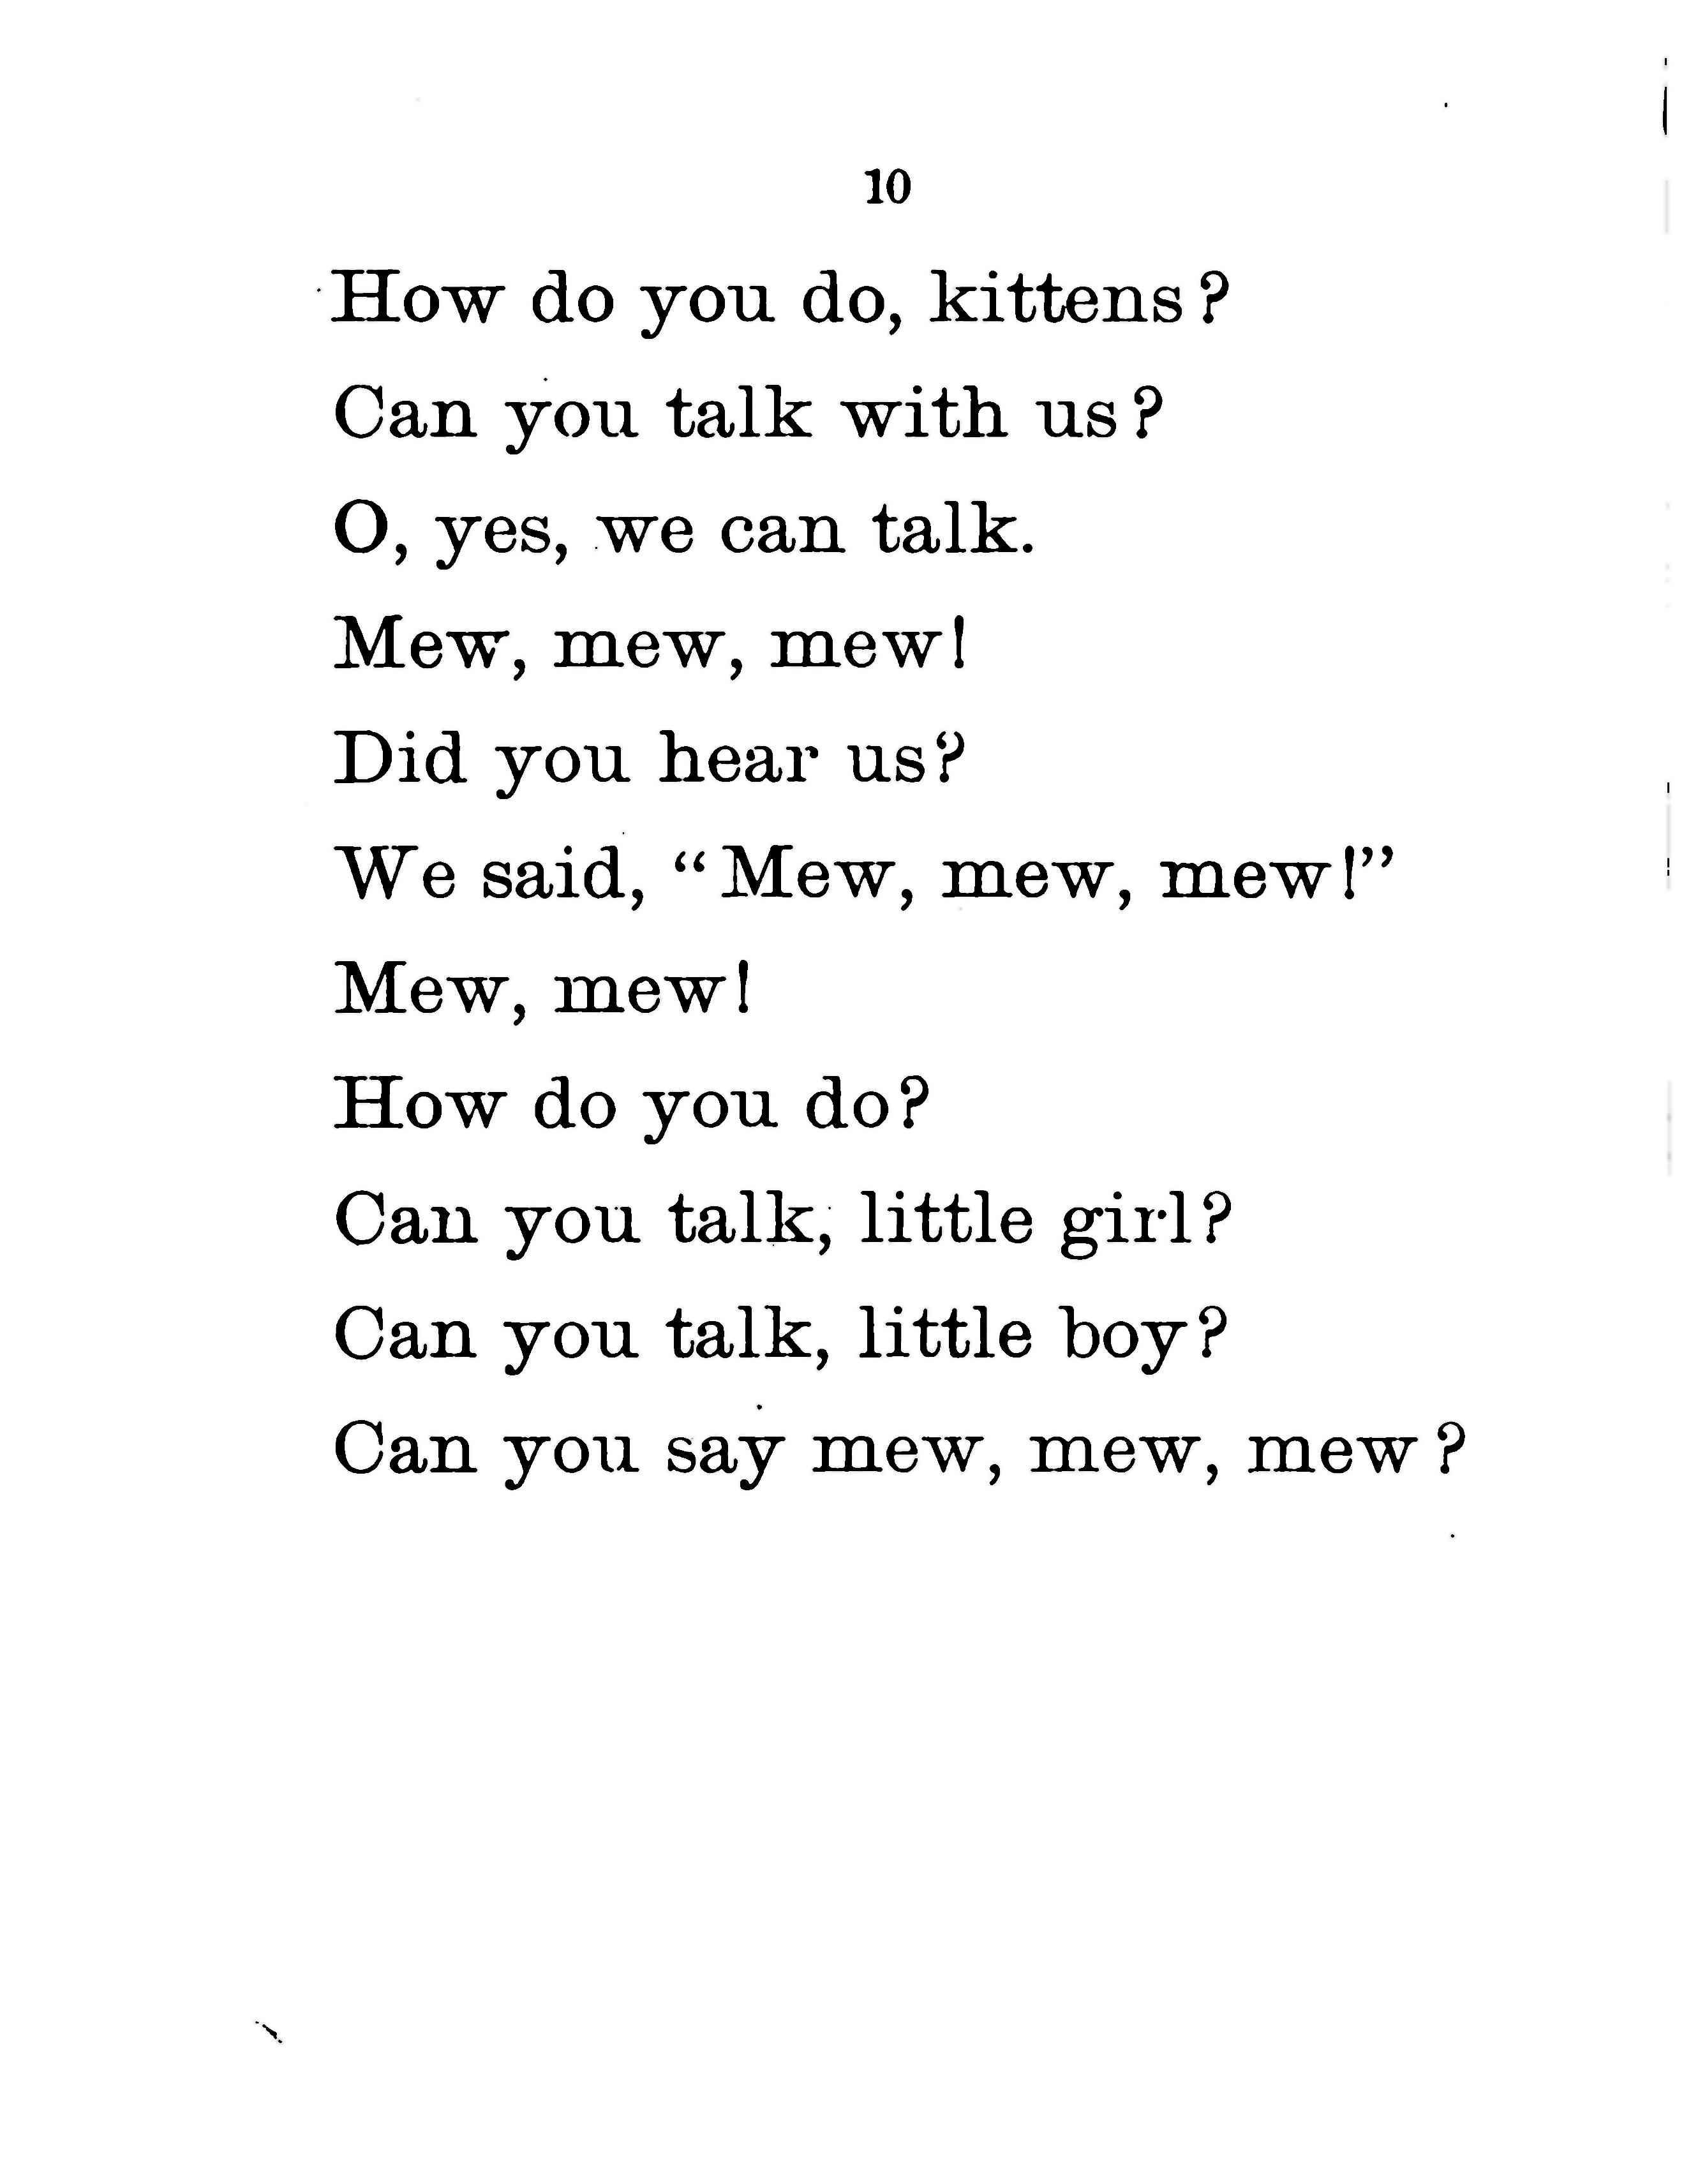 10
How do you do, kittens?
Can you talk with us?
O, yes, we can talk.
Mew, mew, mew!
Did you hear us?
We said, “Mew, mew, mew!”
Mew, mew!
How do you do?
Can you talk, little girl?
Can you talk, little boy?
Can you say mew, mew, mew?